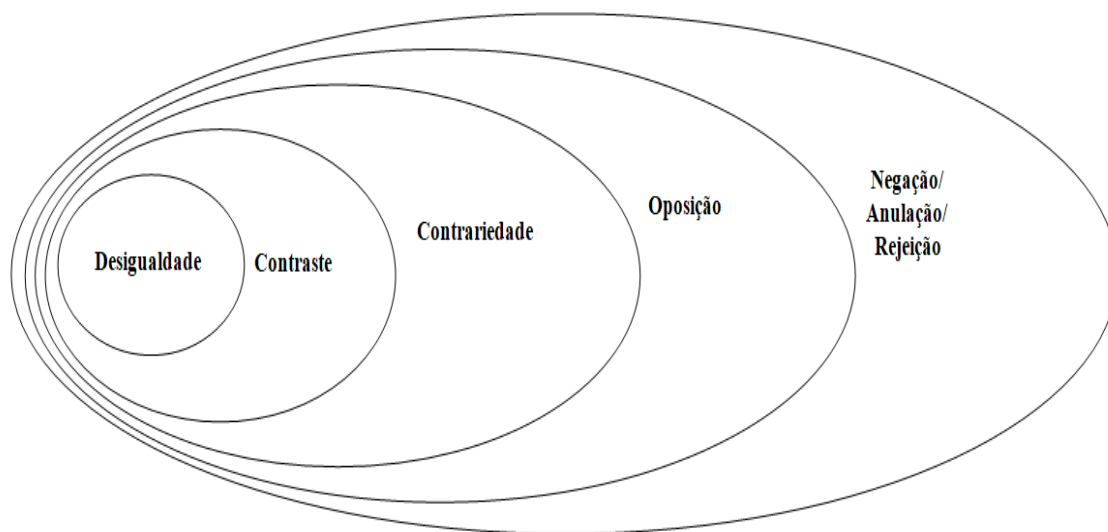 Desigualdade
Contraste
Contrariedade
Oposição
Negação/
Anulação/
Rejeição